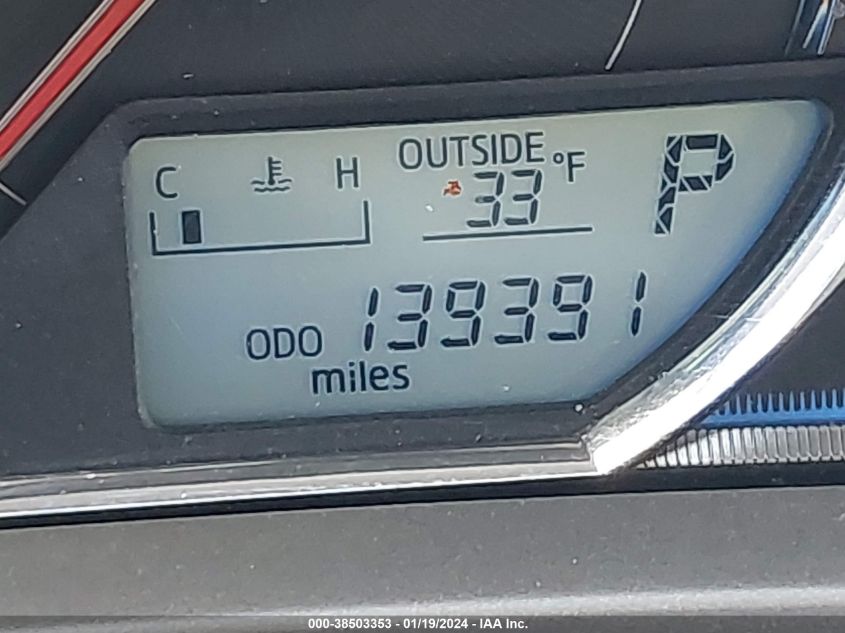 C H OUTSIDE °F P
33
ODO 139391
miles
000-38503353 - 01/19/2024 - IAA Inc.